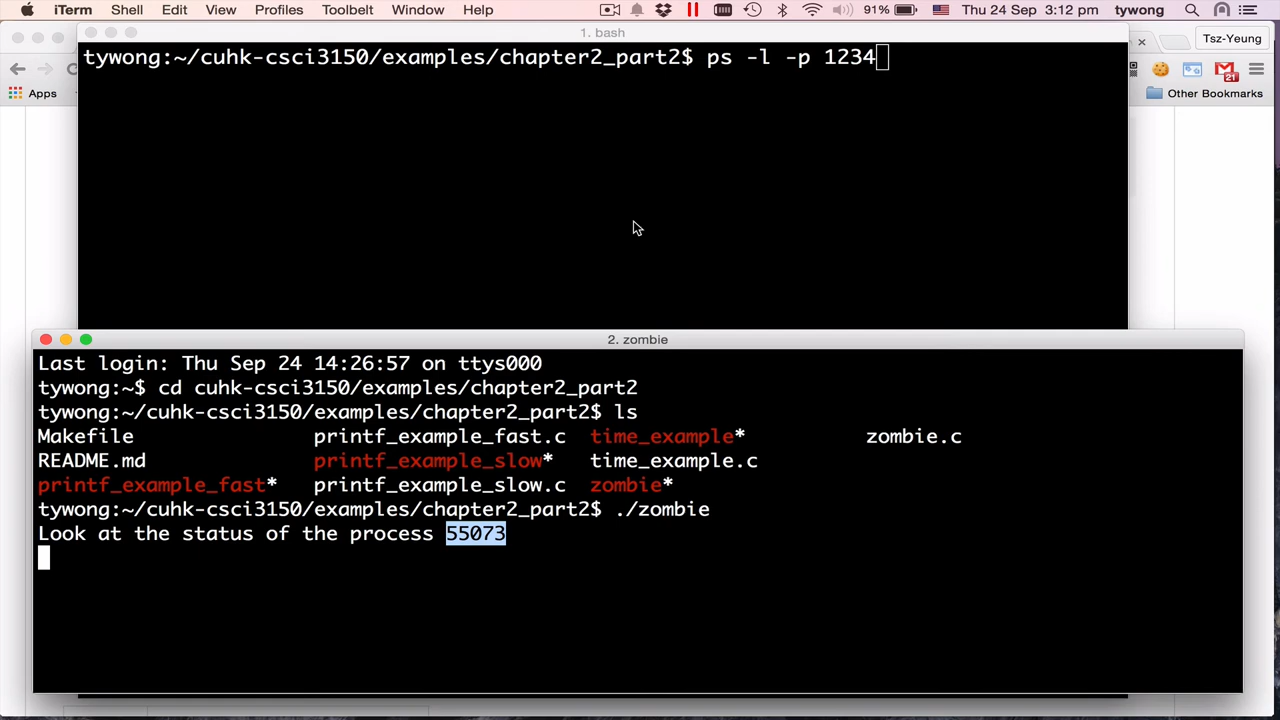 iTerm Shell Edit View Profiles Toolbelt Window Help 91% Thu 24 Sep 3:12 pm tywong
1. bash
Tsz-Yeung
tywong:~/cuhk-csci3150/examples/chapter2_part2$ ps -l -p 1234
21
Apps
Other Bookmarks
2. zombie
Last login: Thu Sep 24 14:26:57 on ttys000
tywong:~$ cd cuhk-csci3150/examples/chapter2_part2
tywong:~/cuhk-csci3150/examples/chapter2_part2$ ls
Makefile printf_example_fast.c time_example* zombie.c
README.md printf_example_slow* time_example.c
printf_example_fast* printf_example_slow.c zombie*
tywong:~/cuhk-csci3150/examples/chapter2_part2$ ./zombie
Look at the status of the process 55073